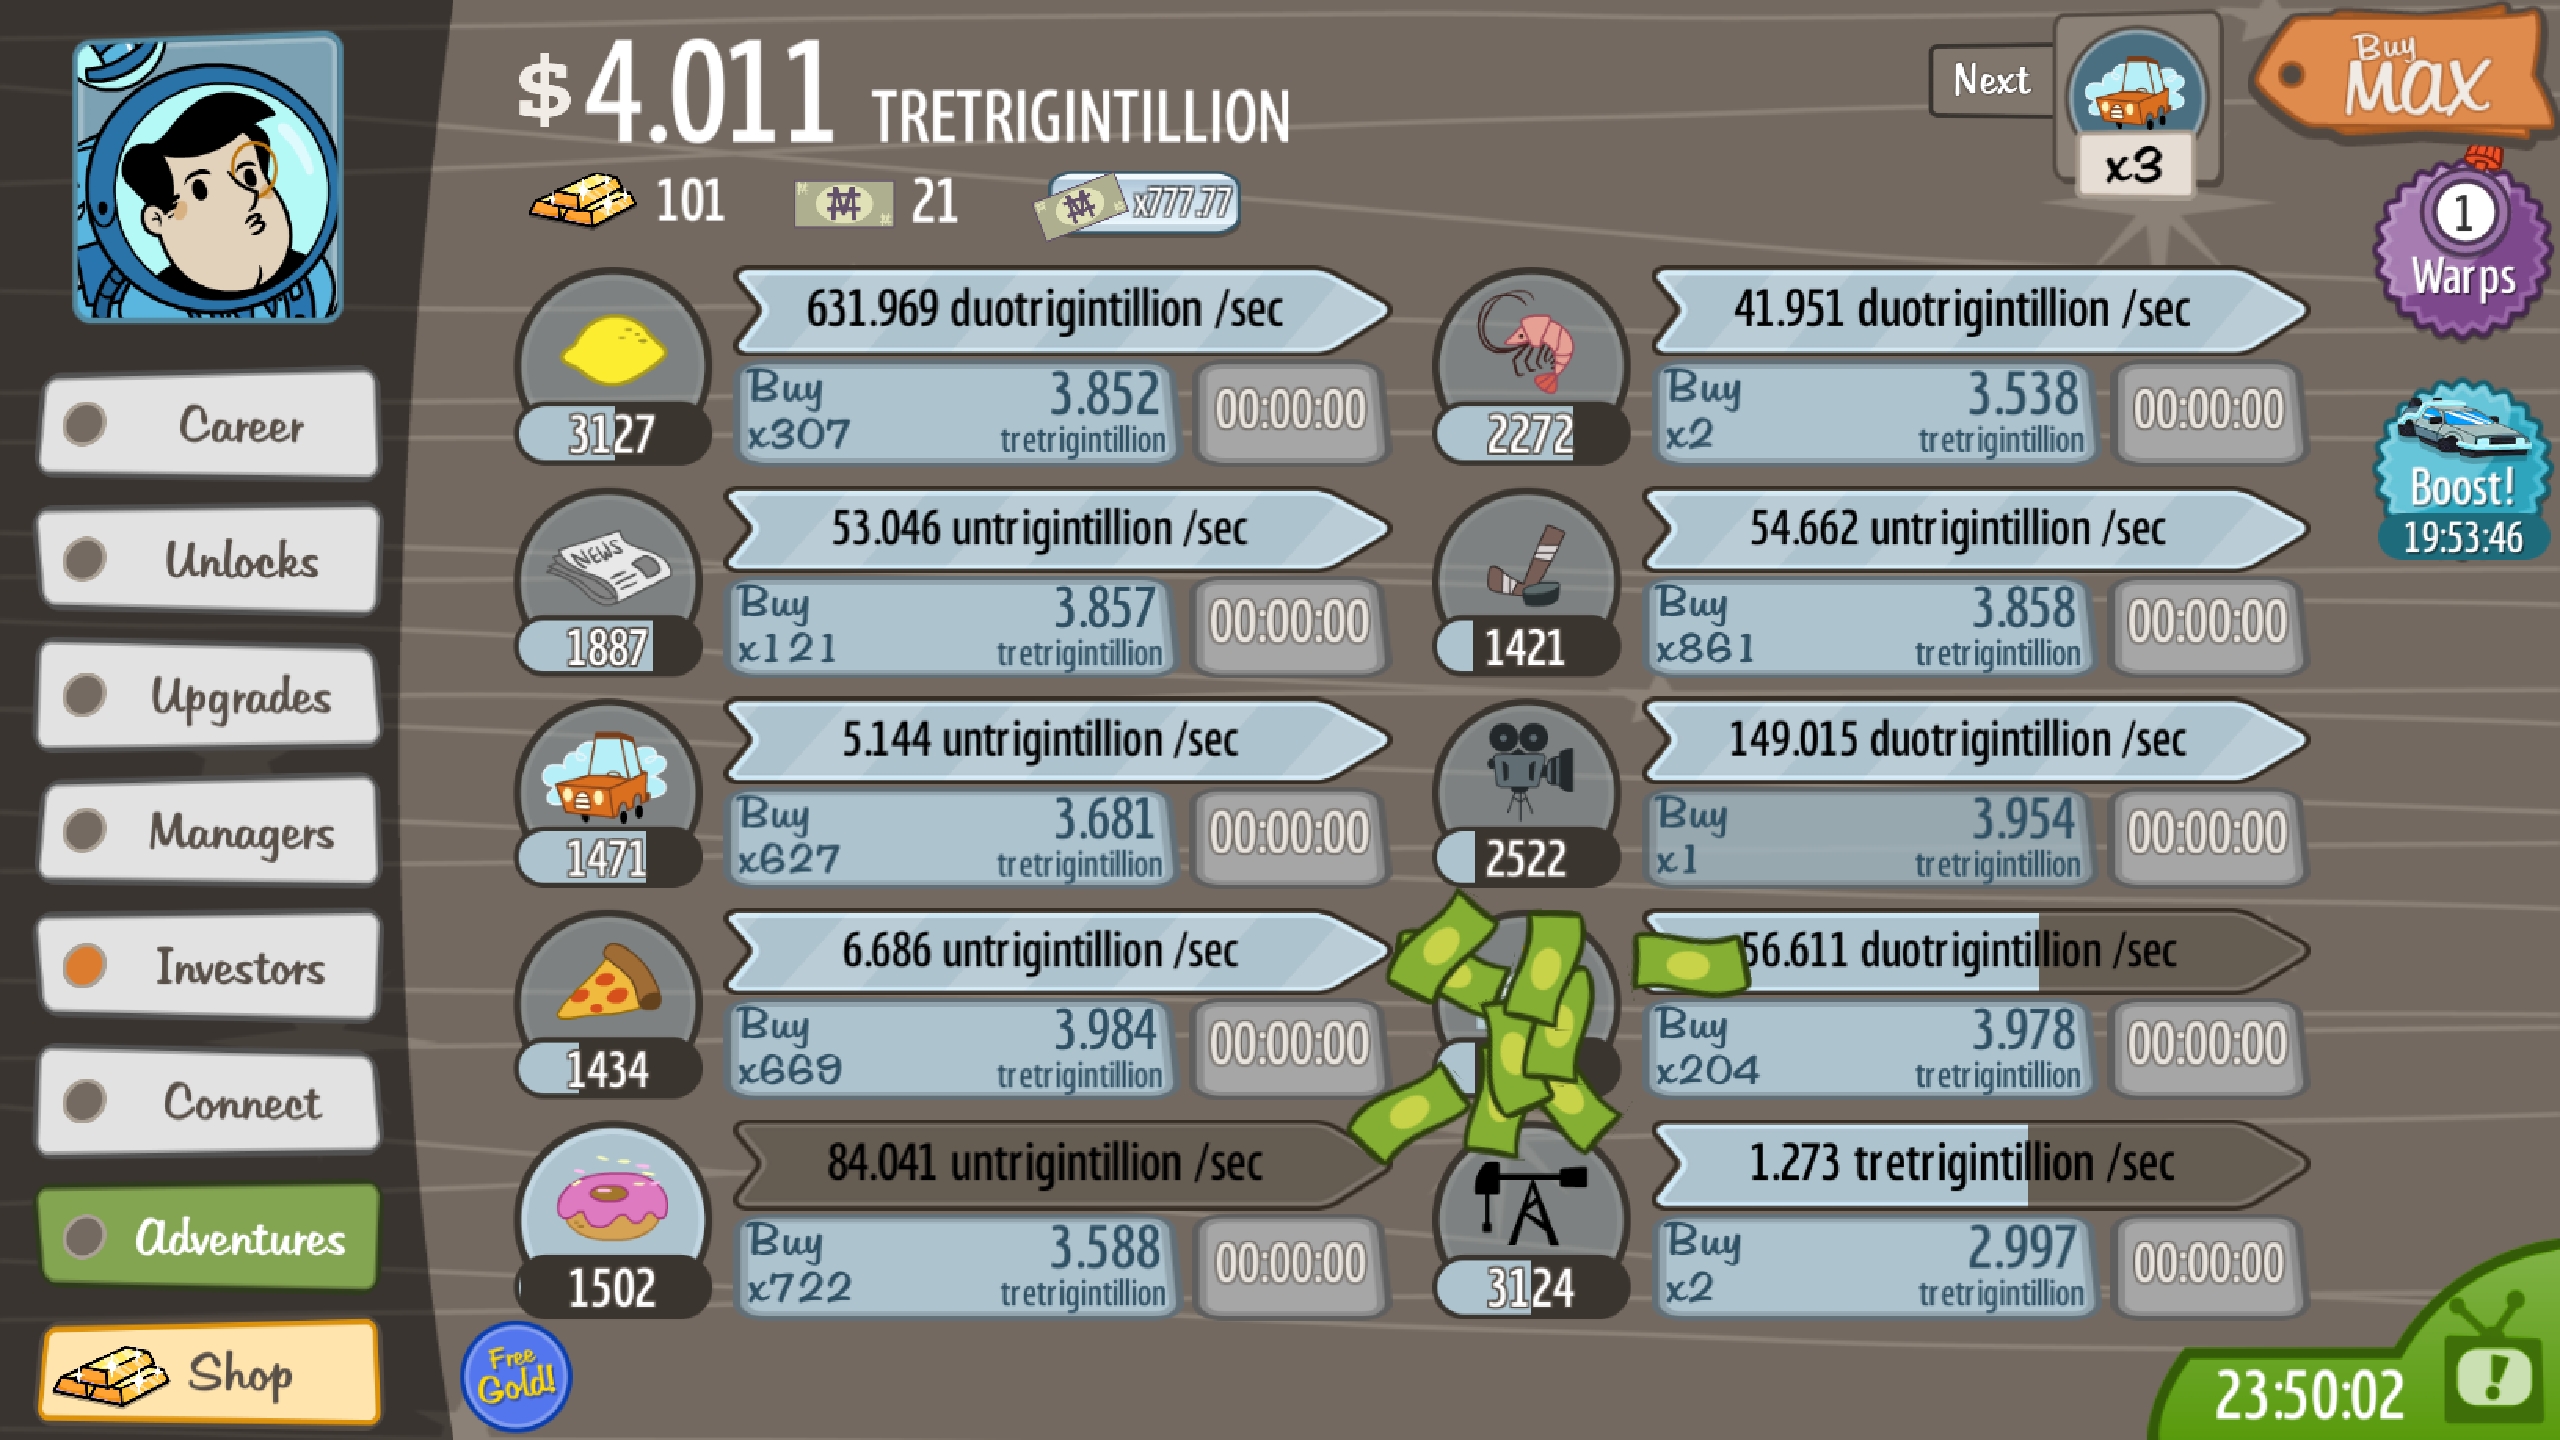 $4.011 TRETRIGINTILLION
Next
x3
Buy
MAX
101
21
x777.77
1
Warps
Boost!
19:53:46
Career
Unlocks
Upgrades
Managers
Investors
Connect
Adventures
Shop
631.969 duotrigintillion /sec
3127
Buy
x307
3.852
tretrigintillion
00:00:00
41.951 duotrigintillion /sec
2272
Buy
x2
3.538
tretrigintillion
00:00:00
NEWS
53.046 untrigintillion /sec
1887
Buy
x121
3.857
tretrigintillion
00:00:00
54.662 untrigintillion /sec
1421
Buy
x861
3.858
tretrigintillion
00:00:00
5.144 untrigintillion /sec
1471
Buy
x627
3.681
tretrigintillion
00:00:00
149.015 duotrigintillion /sec
2522
Buy
x1
3.954
tretrigintillion
00:00:00
6.686 untrigintillion /sec
1434
Buy
x669
3.984
tretrigintillion
00:00:00
56.611 duotrigintillion /sec
Buy
x204
3.978
tretrigintillion
00:00:00
84.041 untrigintillion /sec
1502
Buy
x722
3.588
tretrigintillion
00:00:00
1.273 tretrigintillion /sec
3124
Buy
x2
2.997
tretrigintillion
00:00:00
Free
Gold!
23:50:02